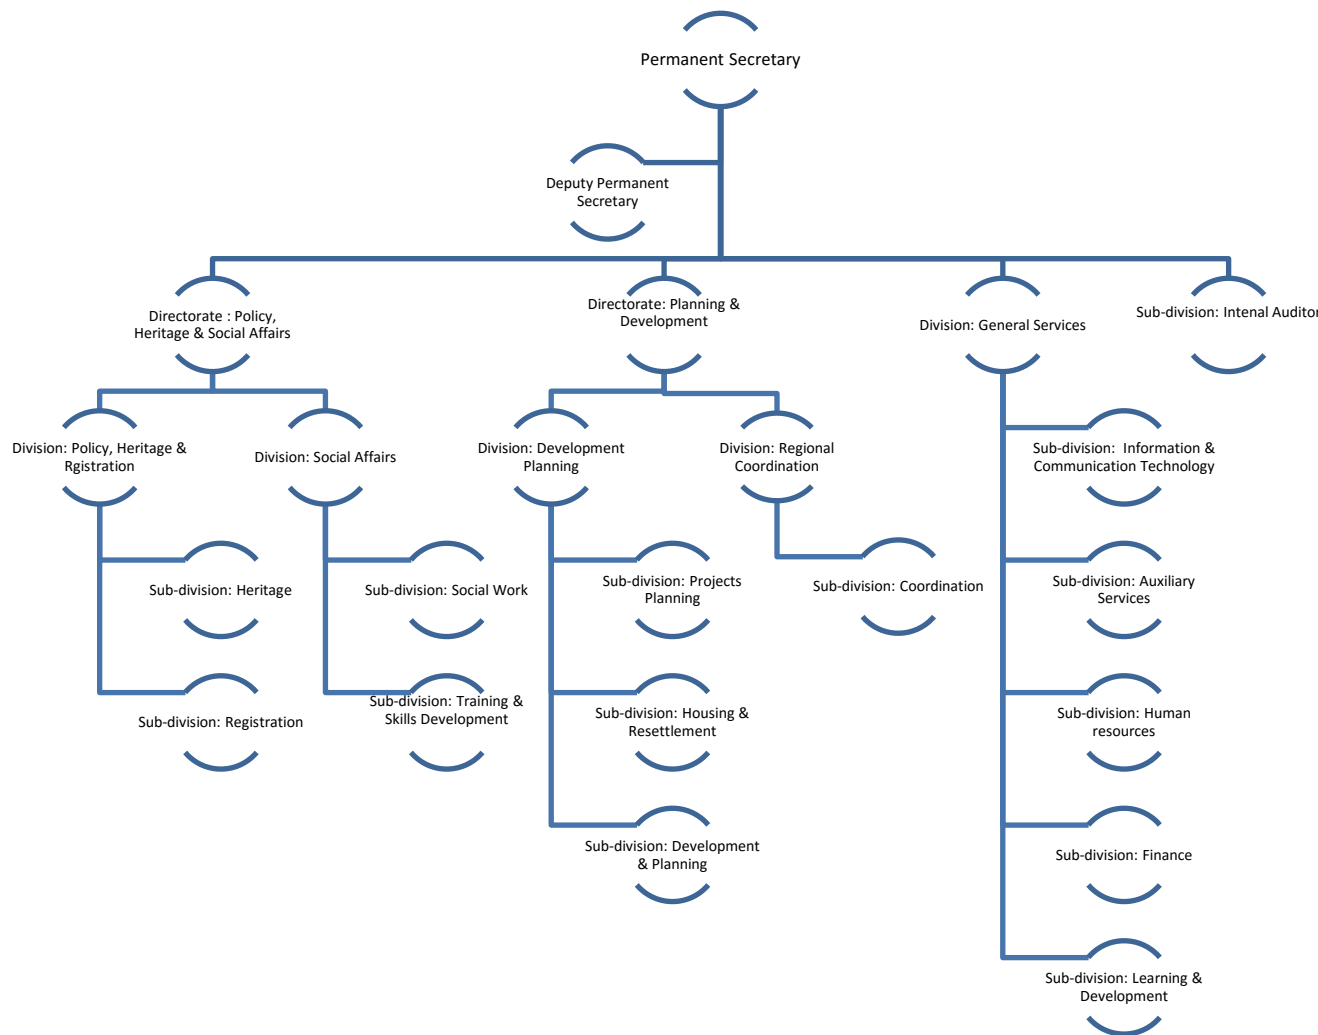 Permanent Secretary
Deputy Permanent
Secretary
Directorate : Policy,
Heritage & Social Affairs
Directorate: Planning &
Development
Division: General Services
Sub-division: Intenal Auditor
Division: Policy, Heritage &
Rgistration
Division: Social Affairs
Division: Development
Planning
Division: Regional
Coordination
Sub-division:  Information &
Communication Technology
Sub-division: Heritage
Sub-division: Social Work
Sub-division: Projects
Planning
Sub-division: Coordination
Sub-division: Auxiliary
Services
Sub-division: Registration
Sub-division: Training &
Skills Development
Sub-division: Housing &
Resettlement
Sub-division: Human
resources
Sub-division: Development
& Planning
Sub-division: Finance
Sub-division: Learning &
Development